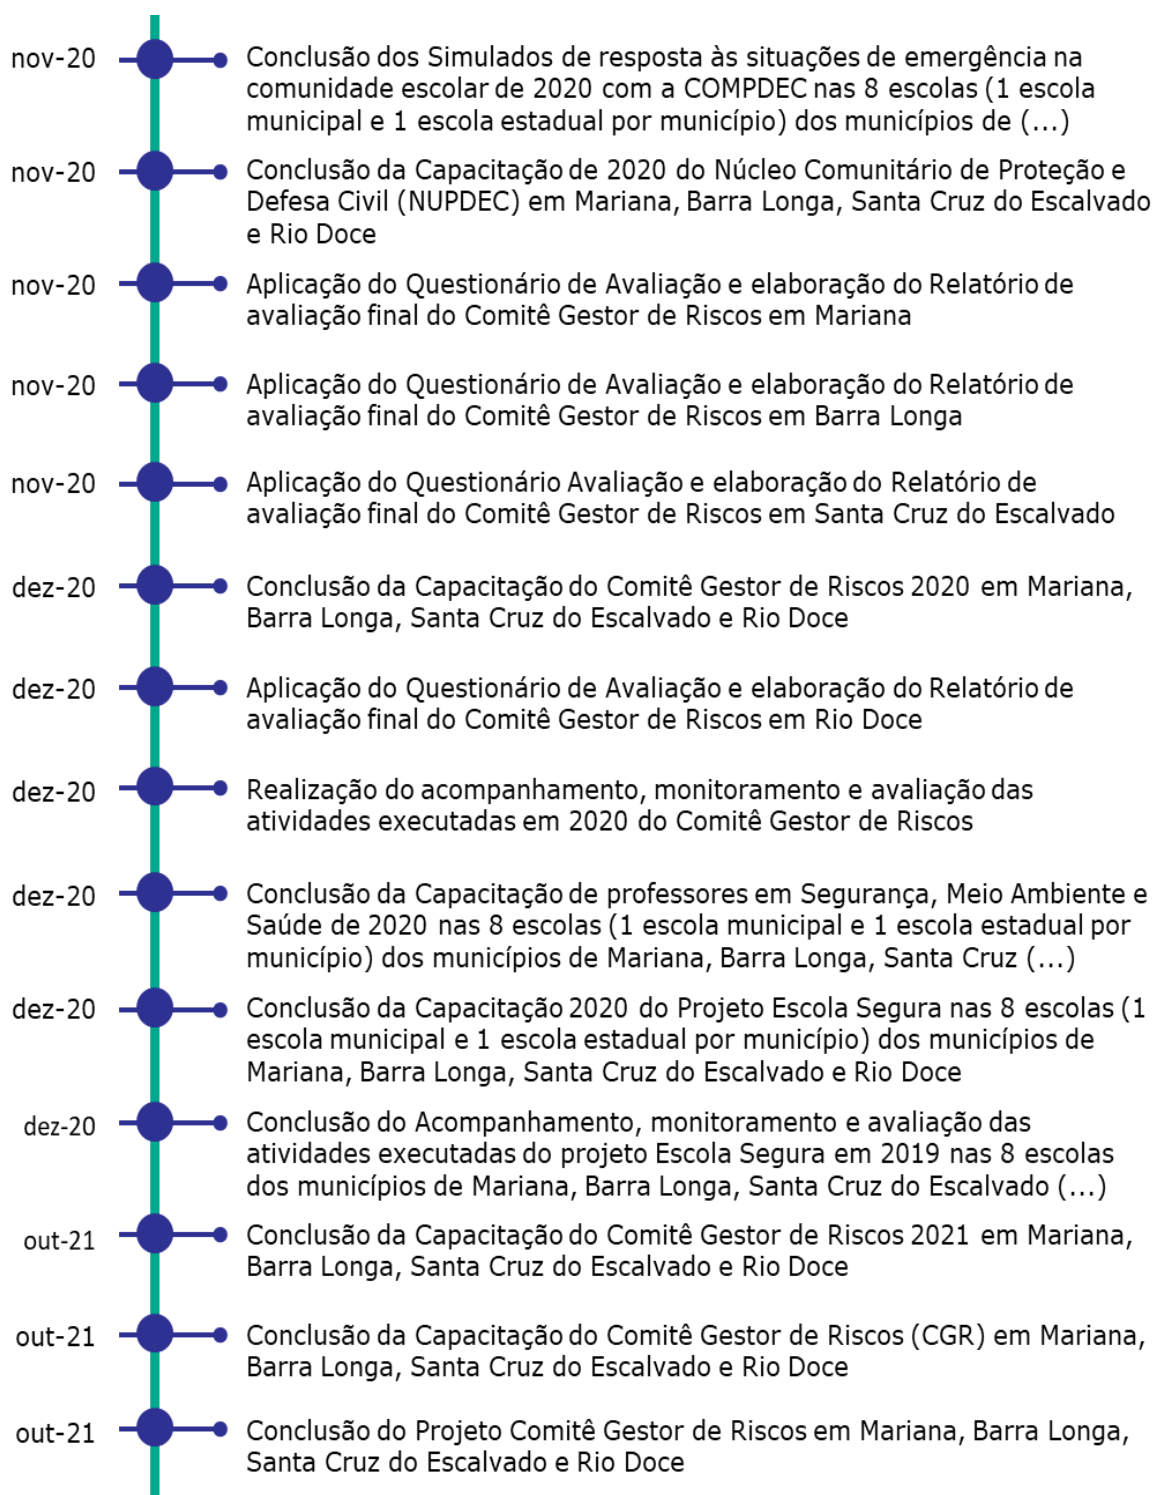 nov-20
Conclusão dos Simulados de resposta às situações de emergência na
comunidade escolar de 2020 com a COMPDEC nas 8 escolas (1 escola
municipal e 1 escola estadual por município) dos municípios de (...)
nov-20
Conclusão da Capacitação de 2020 do Núcleo Comunitário de Proteção e
Defesa Civil (NUPDEC) em Mariana, Barra Longa, Santa Cruz do Escalvado
e Rio Doce
nov-20
Aplicação do Questionário de Avaliação e elaboração do Relatório de
avaliação final do Comitê Gestor de Riscos em Mariana
nov-20
Aplicação do Questionário de Avaliação e elaboração do Relatório de
avaliação final do Comitê Gestor de Riscos em Barra Longa
nov-20
Aplicação do Questionário Avaliação e elaboração do Relatório de
avaliação final do Comitê Gestor de Riscos em Santa Cruz do Escalvado
dez-20
Conclusão da Capacitação do Comitê Gestor de Riscos 2020 em Mariana,
Barra Longa, Santa Cruz do Escalvado e Rio Doce
dez-20
Aplicação do Questionário de Avaliação e elaboração do Relatório de
avaliação final do Comitê Gestor de Riscos em Rio Doce
dez-20
Realização do acompanhamento, monitoramento e avaliação das
atividades executadas em 2020 do Comitê Gestor de Riscos
dez-20
Conclusão da Capacitação de professores em Segurança, Meio Ambiente e
Saúde de 2020 nas 8 escolas (1 escola municipal e 1 escola estadual por
município) dos municípios de Mariana, Barra Longa, Santa Cruz (...)
dez-20
Conclusão da Capacitação 2020 do Projeto Escola Segura nas 8 escolas (1
escola municipal e 1 escola estadual por município) dos municípios de
Mariana, Barra Longa, Santa Cruz do Escalvado e Rio Doce
dez-20
Conclusão do Acompanhamento, monitoramento e avaliação das
atividades executadas do projeto Escola Segura em 2019 nas 8 escolas
dos municípios de Mariana, Barra Longa, Santa Cruz do Escalvado (...)
out-21
Conclusão da Capacitação do Comitê Gestor de Riscos 2021 em Mariana,
Barra Longa, Santa Cruz do Escalvado e Rio Doce
out-21
Conclusão da Capacitação do Comitê Gestor de Riscos (CGR) em Mariana,
Barra Longa, Santa Cruz do Escalvado e Rio Doce
out-21
Conclusão do Projeto Comitê Gestor de Riscos em Mariana, Barra Longa,
Santa Cruz do Escalvado e Rio Doce